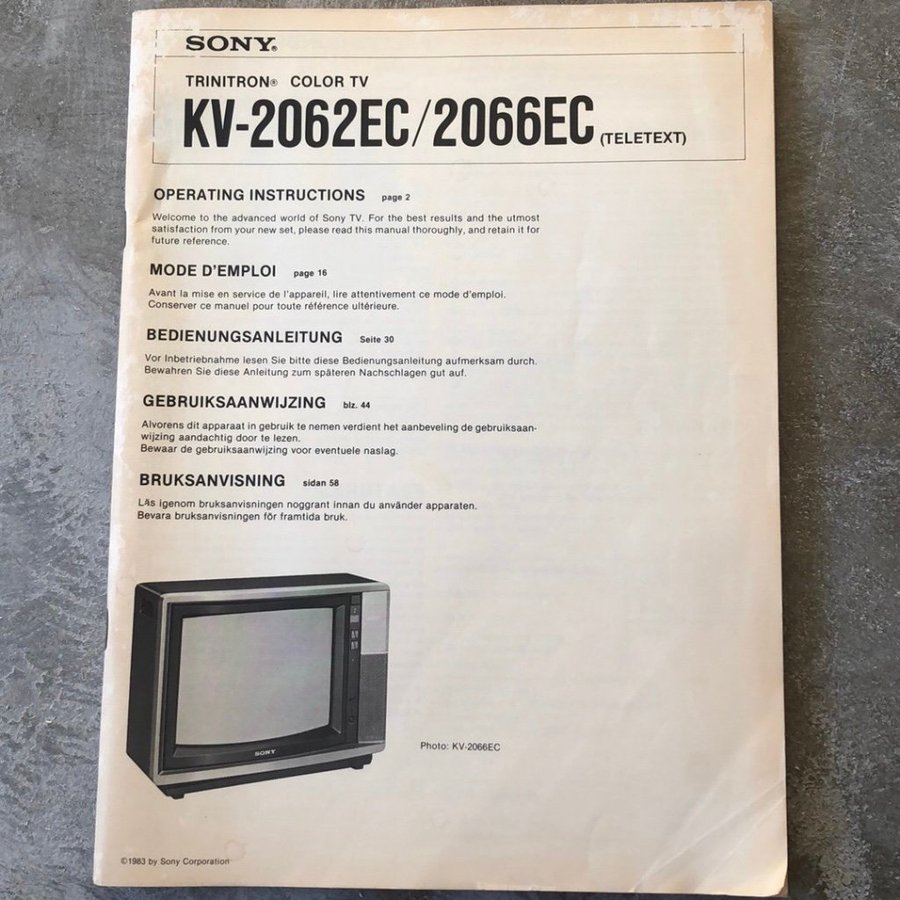 SONY®
TRINITRON® COLOR TV
KV-2062EC/2066EC (TELETEXT)
OPERATING INSTRUCTIONS page 2
Welcome to the advanced world of Sony TV. For the best results and the utmost
satisfaction from your new set, please read this manual thoroughly, and retain it for
future reference.
MODE D'EMPLOI page 16
Avant la mise en service de l'appareil, lire attentivement ce mode d'emploi.
Conserver ce manuel pour toute référence ultérieure.
BEDIENUNGSANLEITUNG Seite 30
Vor Inbetriebnahme lesen Sie bitte diese Bedienungsanleitung aufmerksam durch.
Bewahren Sie diese Anleitung zum späteren Nachschlagen gut auf.
GEBRUIKSAANWIJZING blz. 44
Alvorens dit apparaat in gebruik te nemen verdient het aanbeveling de gebruiksaan-
wijzing aandachtig door te lezen.
Bewaar de gebruiksaanwijzing voor eventuele naslag.
BRUKSANVISNING sidan 58
Läs igenom bruksanvisningen noggrant innan du använder apparaten.
Bevara bruksanvisningen för framtida bruk.
SONY
Photo: KV-2066EC
©1983 by Sony Corporation